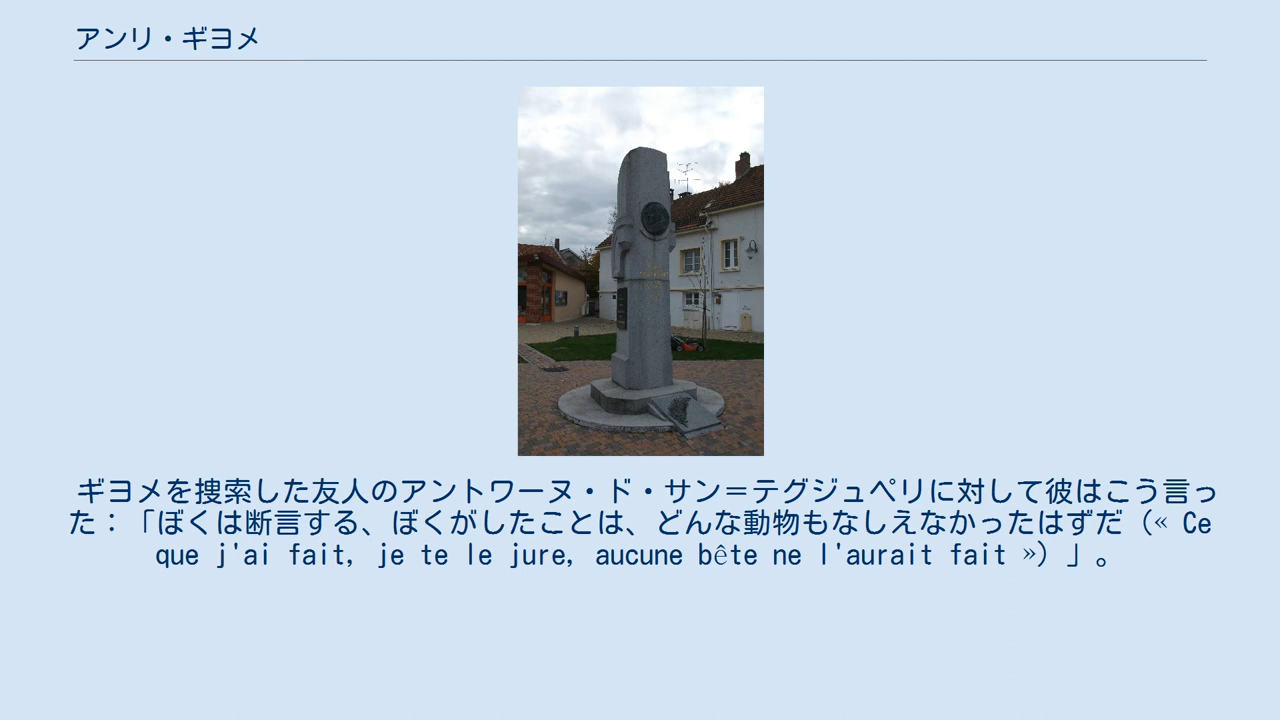 アンリ・ギヨメ
ギヨメを捜索した友人のアントワーヌ・ド・サン＝テグジュペリに対して彼はこう言っ
た：「ぼくは断言する、ぼくがしたことは、どんな動物もなしえなかったはずだ（« Ce
que j'ai fait, je te le jure, aucune bête ne l'aurait fait »）」。